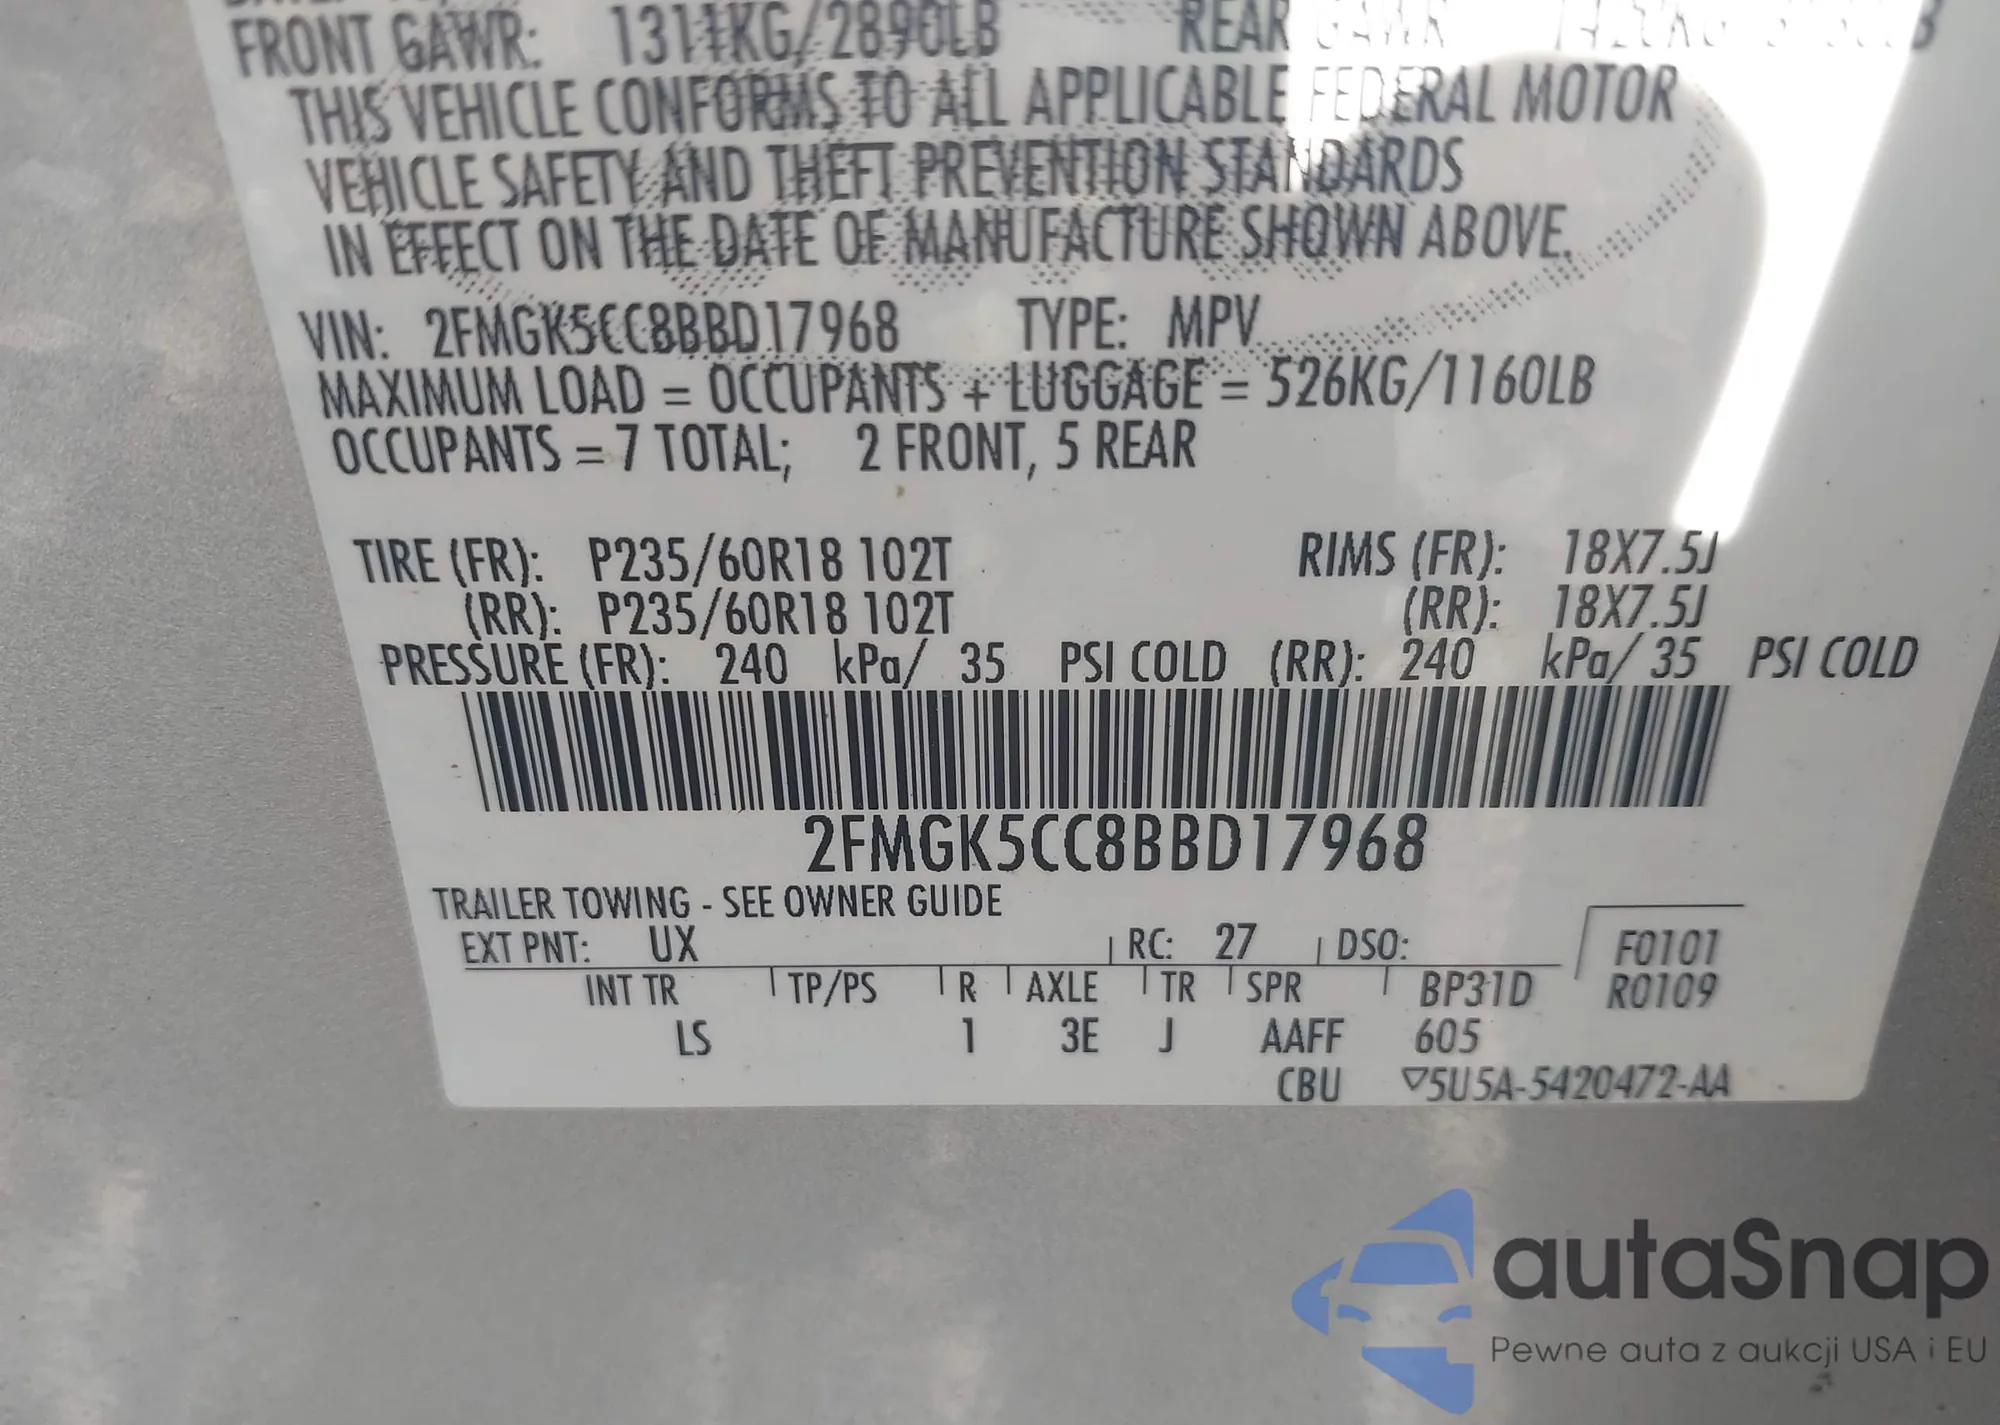 FRONT GAWR: 1311KG/2890LB REAR GAWR
THIS VEHICLE CONFORMS TO ALL APPLICABLE FEDERAL MOTOR
VEHICLE SAFETY AND THEFT PREVENTION STANDARDS
IN EFFECT ON THE DATE OF MANUFACTURE SHOWN ABOVE.
VIN: 2FMGK5CC8BBD17968 TYPE: MPV
MAXIMUM LOAD = OCCUPANTS + LUGGAGE = 526KG/1160LB
OCCUPANTS = 7 TOTAL; 2 FRONT, 5 REAR
TIRE (FR): P235/60R18 102T RIMS (FR): 18X7.5J
(RR): P235/60R18 102T (RR): 18X7.5J
PRESSURE (FR): 240 kPa/ 35 PSI COLD (RR): 240 kPa/ 35 PSI COLD
2FMGK5CC8BBD17968
TRAILER TOWING - SEE OWNER GUIDE
EXT PNT: UX RC: 27 DSO: F0101
INT TR TP/PS R AXLE TR SPR BP31D R0109
LS 1 3E J AAFF 605
CBU ▽5U5A-5420472-AA
autaSnap
Pewne auta z aukcji USA i EU